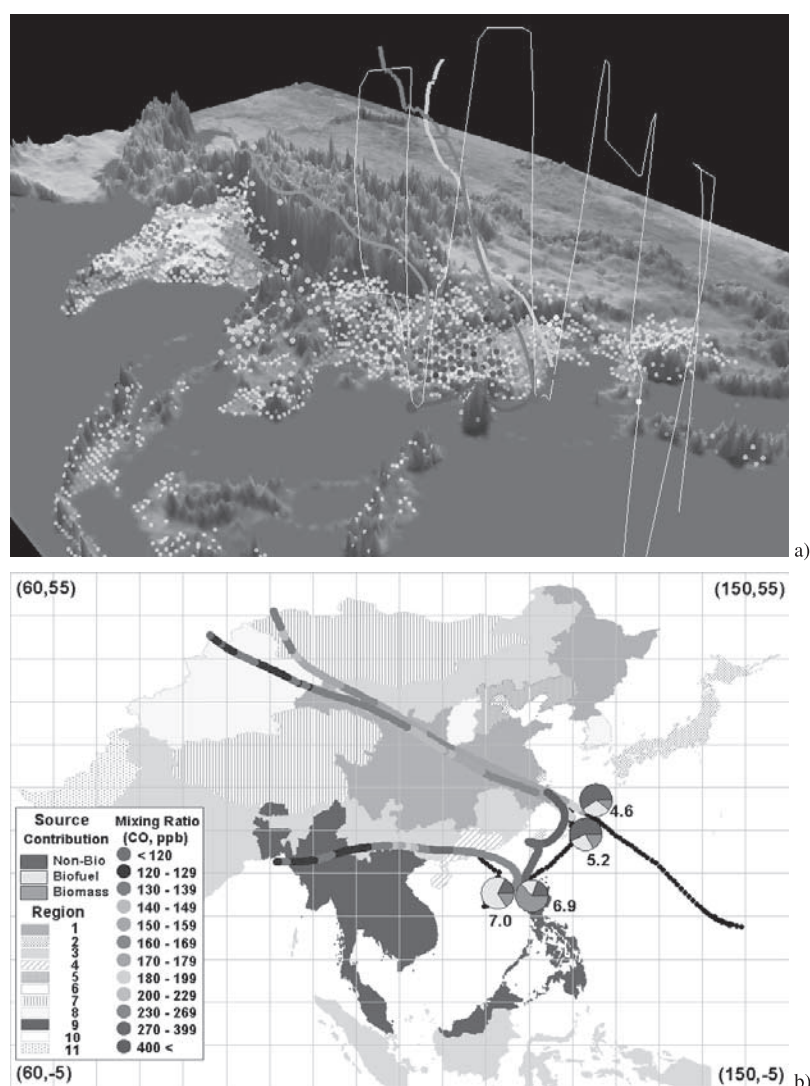 a)
(60,55)
(150,55)
4.6
5.2
7.0
6.9
Source
Contribution
Non-Bio
Biofuel
Biomass
Region
1
2
3
4
5
6
7
8
9
10
11
Mixing Ratio
(CO, ppb)
< 120
120 - 129
130 - 139
140 - 149
150 - 159
160 - 169
170 - 179
180 - 199
200 - 229
230 - 269
270 - 399
400 <
(60,-5)
(150,-5)
b)